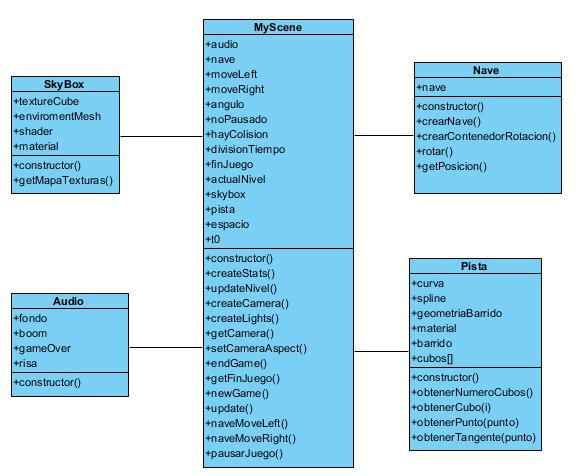 MyScene
+audio
+nave
+moveLeft
+moveRight
+angulo
+noPausado
+hayColision
+divisionTiempo
+finJuego
+actualNivel
+skybox
+pista
+espacio
+t0
+constructor()
+createStats()
+updateNivel()
+createCamera()
+createLights()
+getCamera()
+setCameraAspect()
+endGame()
+getFinJuego()
+newGame()
+update()
+naveMoveLeft()
+naveMoveRight()
+pausarJuego()
SkyBox
+textureCube
+enviromentMesh
+shader
+material
+constructor()
+getMapaTexturas()
Nave
+nave
+constructor()
+crearNave()
+crearContenedorRotacion()
+rotar()
+getPosicion()
Audio
+fondo
+boom
+gameOver
+risa
+constructor()
Pista
+curva
+spline
+geometriaBarrido
+material
+barrido
+cubos[]
+constructor()
+obtenerNumeroCubos()
+obtenerCubo(i)
+obtenerPunto(punto)
+obtenerTangente(punto)